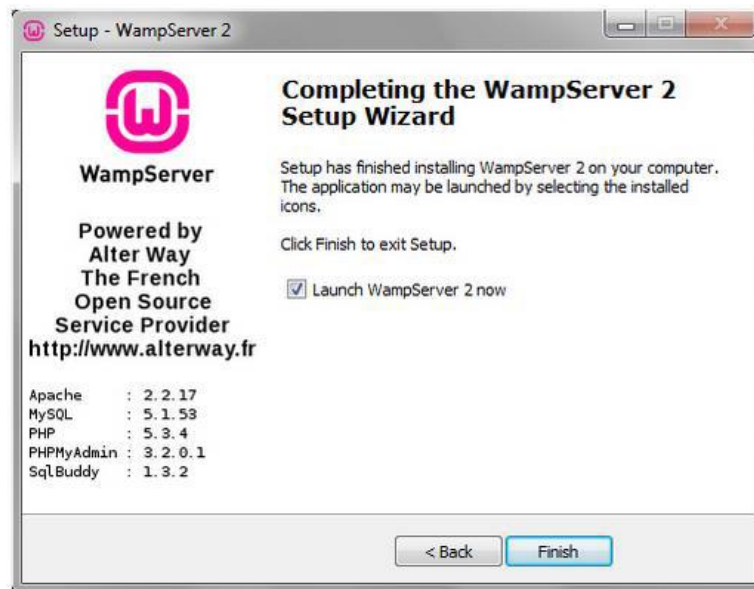 Setup - WampServer 2
WampServer
Powered by
Alter Way
The French
Open Source
Service Provider
http://www.alterway.fr
Apache : 2.2.17
MySQL : 5.1.53
PHP : 5.3.4
PHPMyAdmin : 3.2.0.1
SqlBuddy : 1.3.2
Completing the WampServer 2
Setup Wizard
Setup has finished installing WampServer 2 on your computer.
The application may be launched by selecting the installed
icons.
Click Finish to exit Setup.
Launch WampServer 2 now
< Back
Finish